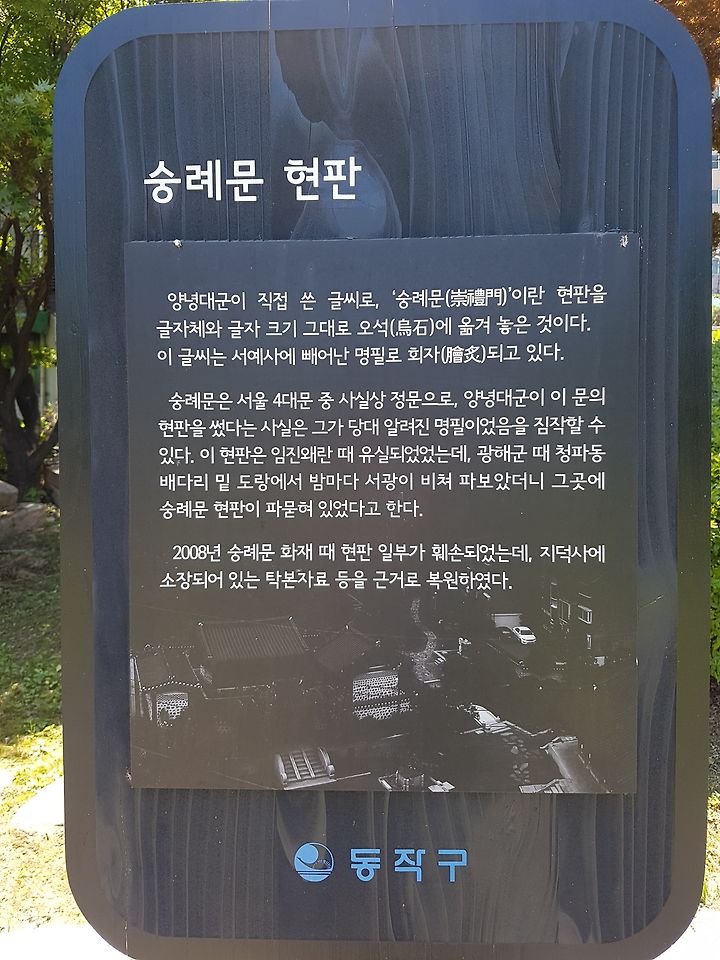 숭례문 현판
양녕대군이 직접 쓴 글씨로, ‘숭례문(崇禮門)’이란 현판을
글자체와 글자 크기 그대로 오석(烏石)에 옮겨 놓은 것이다.
이 글씨는 서예사에 빼어난 명필로 회자(膾炙)되고 있다.
숭례문은 서울 4대문 중 사실상 정문으로, 양녕대군이 이 문의
현판을 썼다는 사실은 그가 당대 알려진 명필이었음을 짐작할 수
있다. 이 현판은 임진왜란 때 유실되었었는데, 광해군 때 청파동
배다리 밑 도랑에서 밤마다 서광이 비쳐 파보았더니 그곳에
숭례문 현판이 파묻혀 있었다고 한다.
2008년 숭례문 화재 때 현판 일부가 훼손되었는데, 지덕사에
소장되어 있는 탁본자료 등을 근거로 복원하였다.
동작구